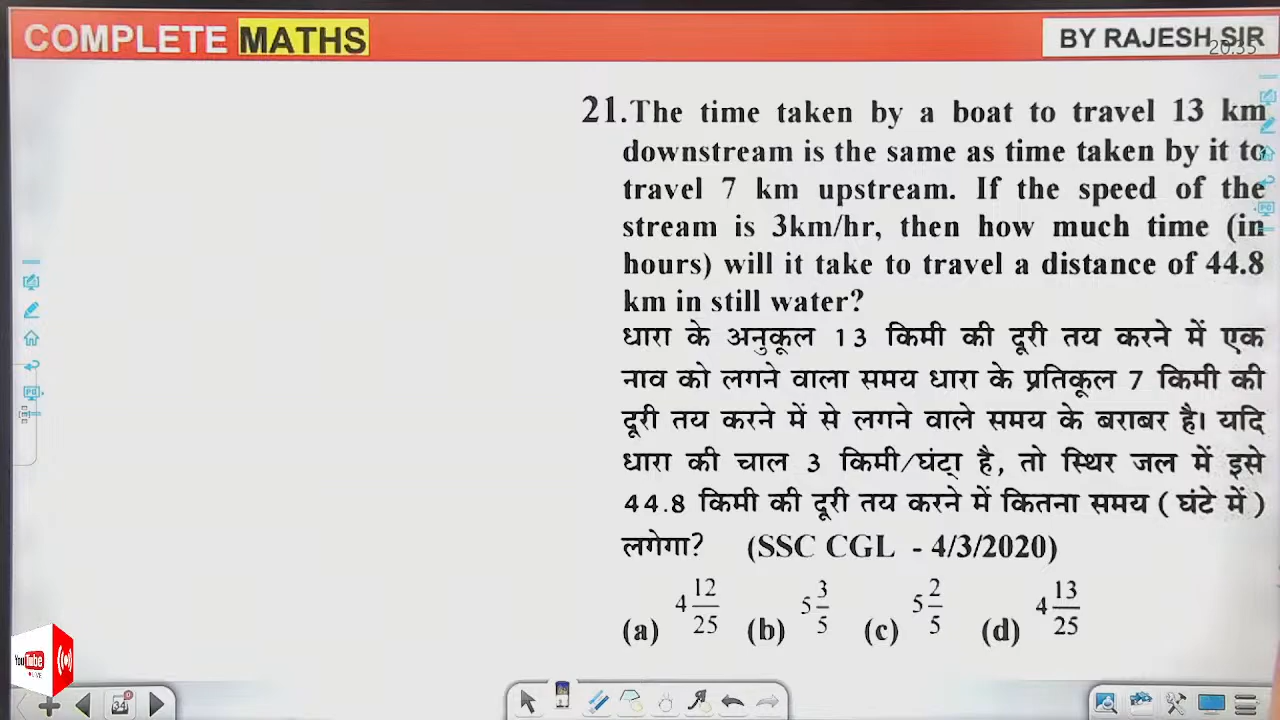 COMPLETE MATHS
BY RAJESH SIR
20:35
21.The time taken by a boat to travel 13 km
downstream is the same as time taken by it to
travel 7 km upstream. If the speed of the
stream is 3km/hr, then how much time (in
hours) will it take to travel a distance of 44.8
km in still water?
धारा के अनुकूल 13 किमी की दूरी तय करने में एक
नाव को लगने वाला समय धारा के प्रतिकूल 7 किमी की
दूरी तय करने में से लगने वाले समय के बराबर है। यदि
धारा की चाल 3 किमी/घंटा् है, तो स्थिर जल में इसे
44.8 किमी की दूरी तय करने में कितना समय (घंटे में)
लगेगा? (SSC CGL - 4/3/2020)
(a) 4 12/25 (b) 5 3/5 (c) 5 2/5 (d) 4 13/25
YouTube
LIVE
34